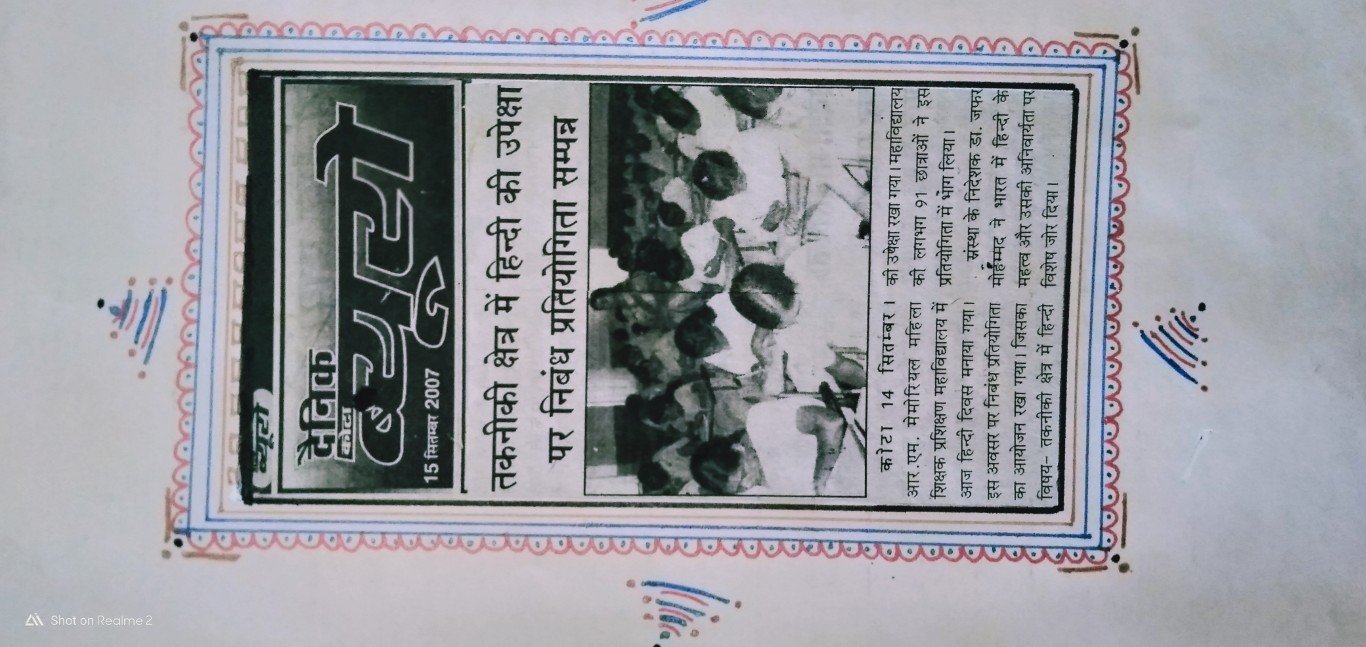 ब्यूरो
दैनिक
कोटा
ब्यूरो
15 सितम्बर 2007
तकनीकी क्षेत्र में हिन्दी की उपेक्षा
पर निबंध प्रतियोगिता सम्पन्न
कोटा 14 सितम्बर।
आर.एम. मेमोरियल महिला
शिक्षक प्रशिक्षण महाविद्यालय में
आज हिन्दी दिवस मनाया गया।
इस अवसर पर निबंध प्रतियोगिता
का आयोजन रखा गया। जिसका
विषय- तकनीकी क्षेत्र में हिन्दी
की उपेक्षा रखा गया। महाविद्यालय
की लगभग 91 छात्राओं ने इस
प्रतियोगिता में भाग लिया।
संस्था के निदेशक डा. जफर
मोहम्मद ने भारत में हिन्दी के
महत्व और उसकी अनिवार्यता पर
विशेष जोर दिया।
Shot on Realme 2